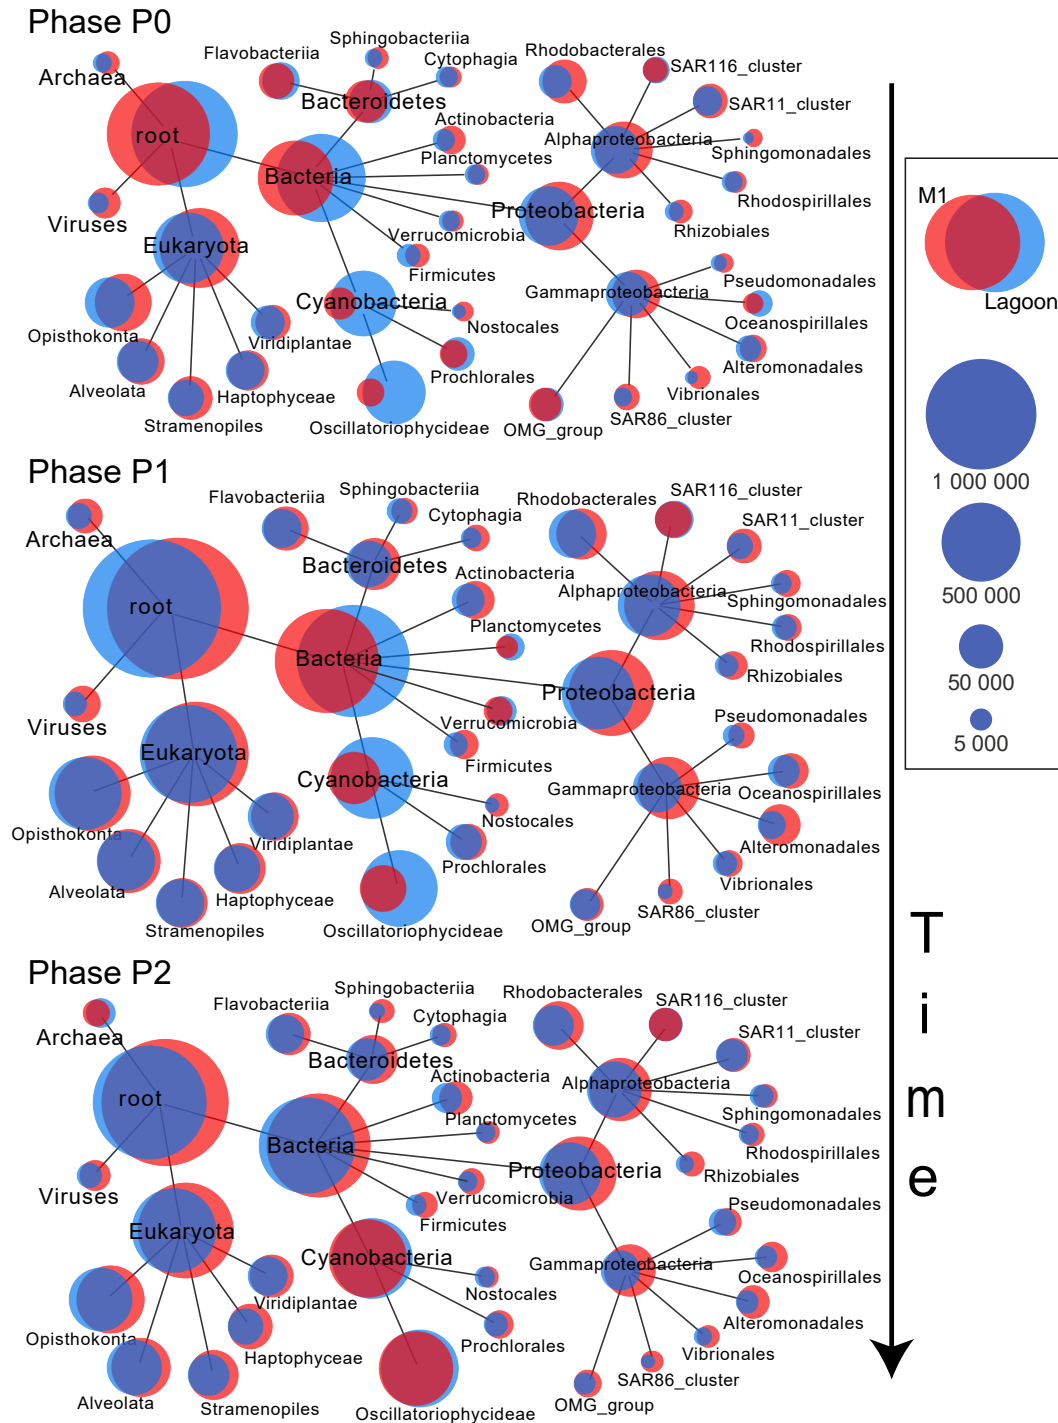 Phase P0
Sphingobacteriia
Flavobacteriia
Cytophagia
Rhodobacterales
SAR116_cluster
Archaea
Bacteroidetes
SAR11_cluster
Actinobacteria
root
Alphaproteobacteria
Planctomycetes
Sphingomonadales
Bacteria
Rhodospirillales
Proteobacteria
Viruses
Verrucomicrobia
Rhizobiales
Eukaryota
Firmicutes
Pseudomonadales
Gammaproteobacteria
Cyanobacteria
Nostocales
Oceanospirillales
Opisthokonta
Viridiplantae
Alteromonadales
Prochlorales
Alveolata
Haptophyceae
Vibrionales
Stramenopiles
Oscillatoriophycideae
OMG_group
SAR86_cluster
Phase P1
Sphingobacteriia
SAR116_cluster
Flavobacteriia
Rhodobacterales
Cytophagia
SAR11_cluster
Archaea
Bacteroidetes
Actinobacteria
Alphaproteobacteria
Sphingomonadales
root
Planctomycetes
Rhodospirillales
Bacteria
Rhizobiales
Proteobacteria
Viruses
Verrucomicrobia
Pseudomonadales
Eukaryota
Firmicutes
Cyanobacteria
Gammaproteobacteria
Oceanospirillales
Nostocales
Opisthokonta
Viridiplantae
Alteromonadales
Prochlorales
Alveolata
Haptophyceae
Vibrionales
Stramenopiles
Oscillatoriophycideae
OMG_group
SAR86_cluster
Phase P2
Sphingobacteriia
Flavobacteriia
Cytophagia
Rhodobacterales
SAR116_cluster
Archaea
Bacteroidetes
SAR11_cluster
Actinobacteria
Alphaproteobacteria
root
Planctomycetes
Sphingomonadales
Bacteria
Rhodospirillales
Proteobacteria
Rhizobiales
Viruses
Verrucomicrobia
Pseudomonadales
Eukaryota
Firmicutes
Cyanobacteria
Gammaproteobacteria
Oceanospirillales
Nostocales
Viridiplantae
Alteromonadales
Opisthokonta
Prochlorales
Haptophyceae
Vibrionales
Alveolata
SAR86_cluster
Stramenopiles
Oscillatoriophycideae
OMG_group
M1
Lagoon
1 000 000
500 000
50 000
5 000
T
i
m
e